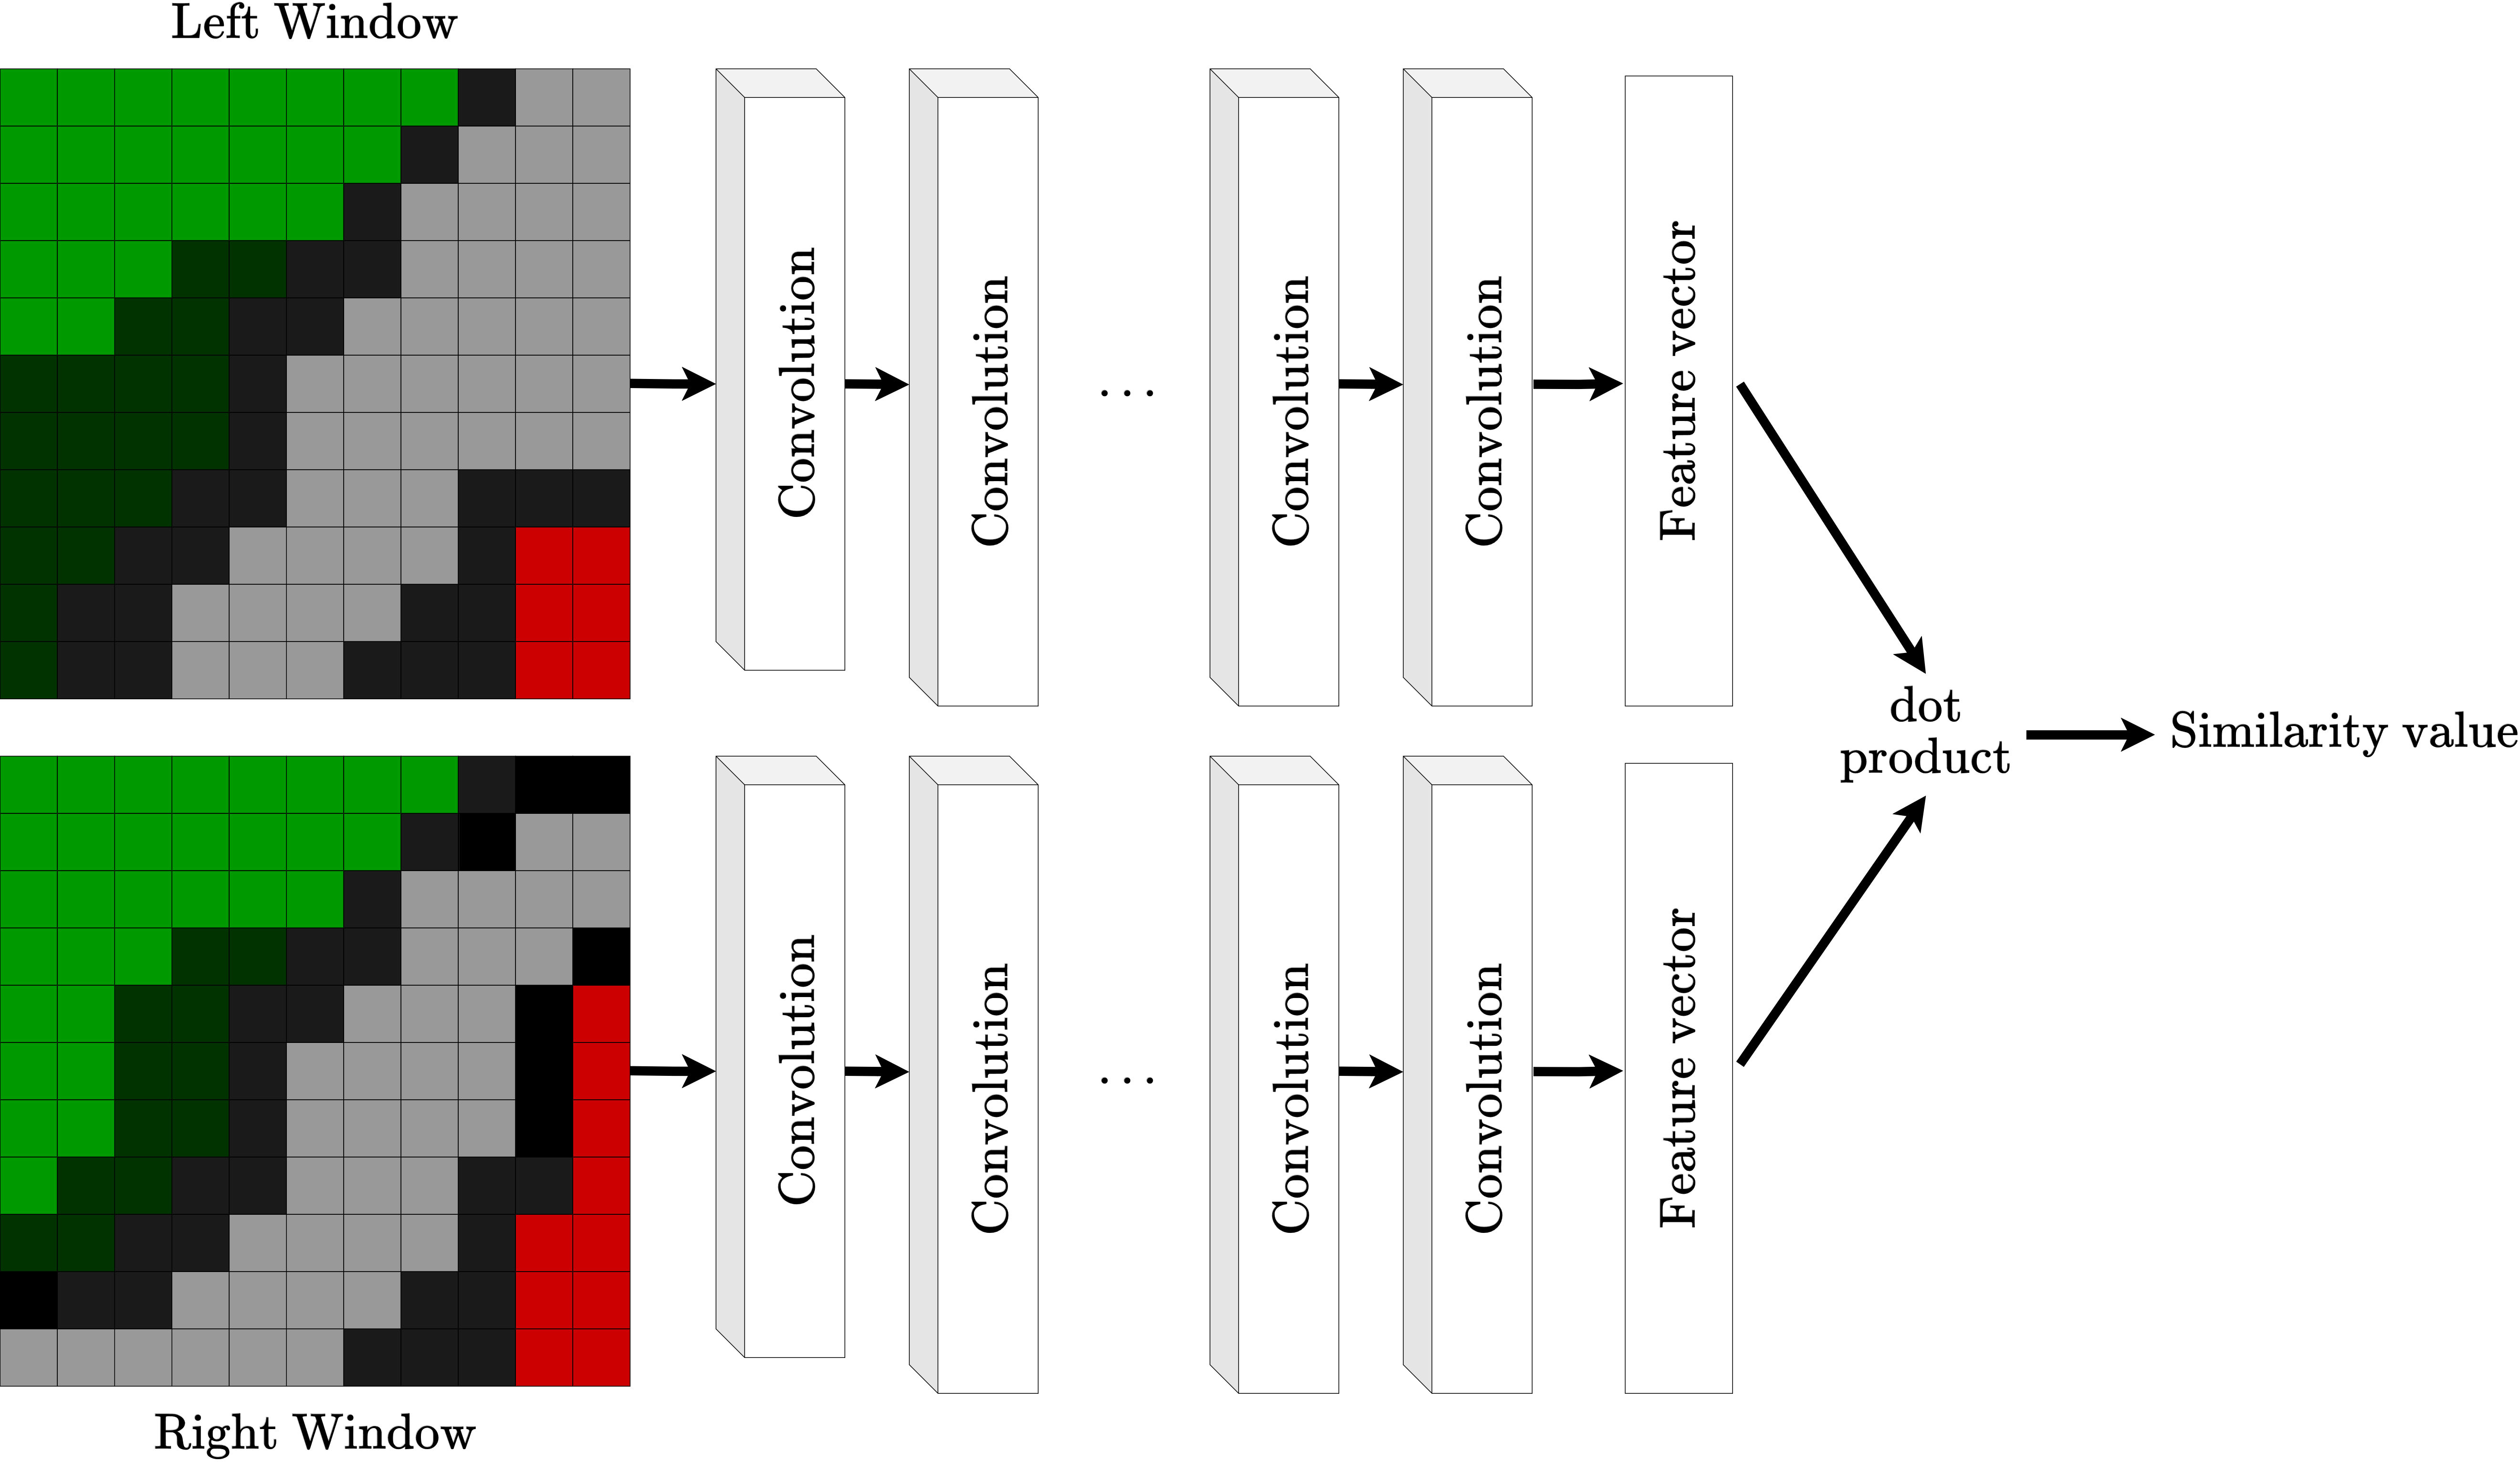 Left Window
Convolution
Convolution
...
Convolution
Convolution
Feature vector
dot
product
Similarity value
Convolution
Convolution
...
Convolution
Convolution
Feature vector
Right Window